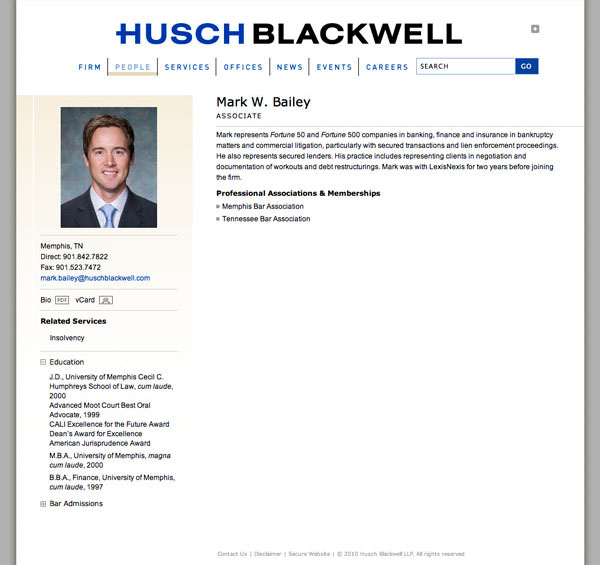 HUSCH BLACKWELL
FIRM PEOPLE SERVICES OFFICES NEWS EVENTS CAREERS SEARCH GO
Mark W. Bailey
ASSOCIATE
Mark represents Fortune 50 and Fortune 500 companies in banking, finance and insurance in bankruptcy
matters and commercial litigation, particularly with secured transactions and lien enforcement proceedings.
He also represents secured lenders. His practice includes representing clients in negotiation and
documentation of workouts and debt restructurings. Mark was with LexisNexis for two years before joining
the firm.
Professional Associations & Memberships
Memphis Bar Association
Tennessee Bar Association
Memphis, TN
Direct: 901.842.7822
Fax: 901.523.7472
mark.bailey@huschblackwell.com
Bio PDF vCard
Related Services
Insolvency
Education
J.D., University of Memphis Cecil C.
Humphreys School of Law, cum laude,
2000
Advanced Moot Court Best Oral
Advocate, 1999
CALI Excellence for the Future Award
Dean's Award for Excellence
American Jurisprudence Award
M.B.A., University of Memphis, magna
cum laude, 2000
B.B.A., Finance, University of Memphis,
cum laude, 1997
Bar Admissions
Contact Us | Disclaimer | Secure Website | © 2010 Husch Blackwell LLP. All rights reserved